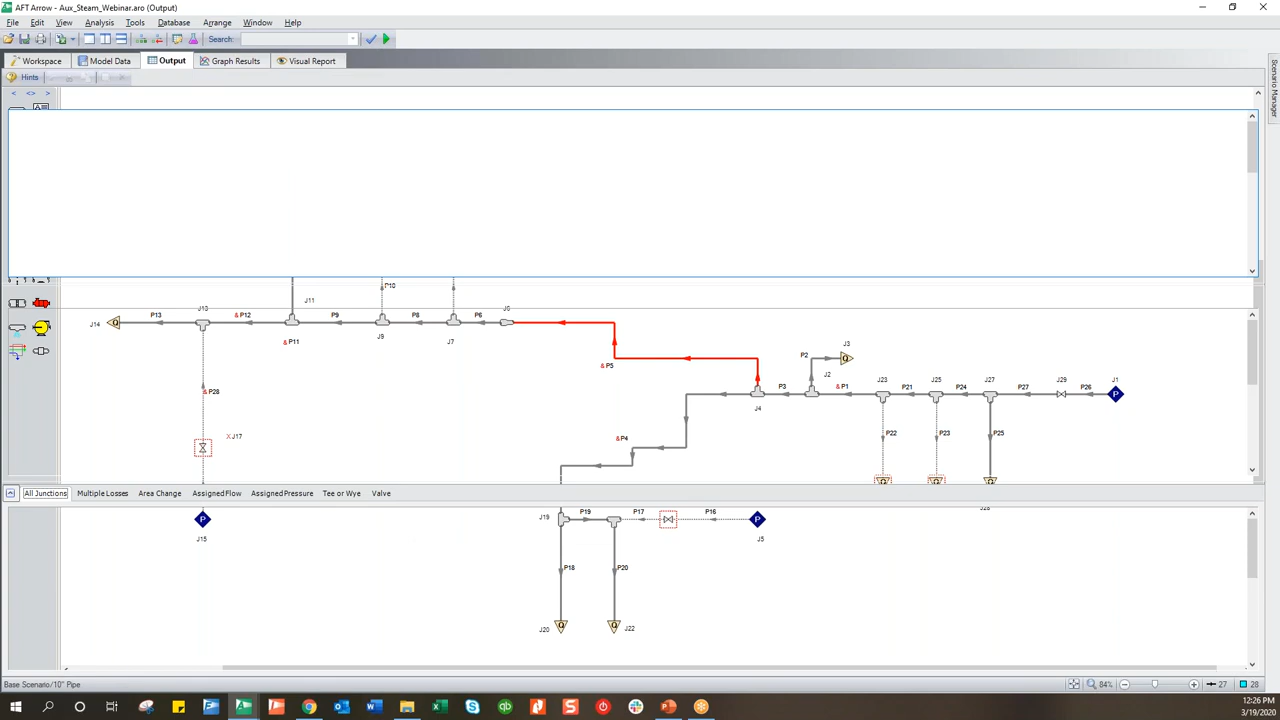 AFT Arrow - Aux_Steam_Webinar.aro (Output)
File Edit View Analysis Tools Database Arrange Window Help
Search:
Workspace Model Data Output Graph Results Visual Report
Hints
Scenario Manager
< <> >
P10
J11
P13 J13 & P12 P9 P8 P6 J6
J14
& P11 J9 J7
J3
P2
& P5
J2 J23 J25 J27 J29 J1
& P28
P3 & P1 P21 P24 P27 P26
J4
X J17 & P4 P22 P23 P25
All Junctions Multiple Losses Area Change Assigned Flow Assigned Pressure Tee or Wye Valve
J19 P19 P17 P16
J15 J5
P18 P20
J20 J22
Base Scenario/10" Pipe 84% 27 28
12:26 PM
3/19/2020